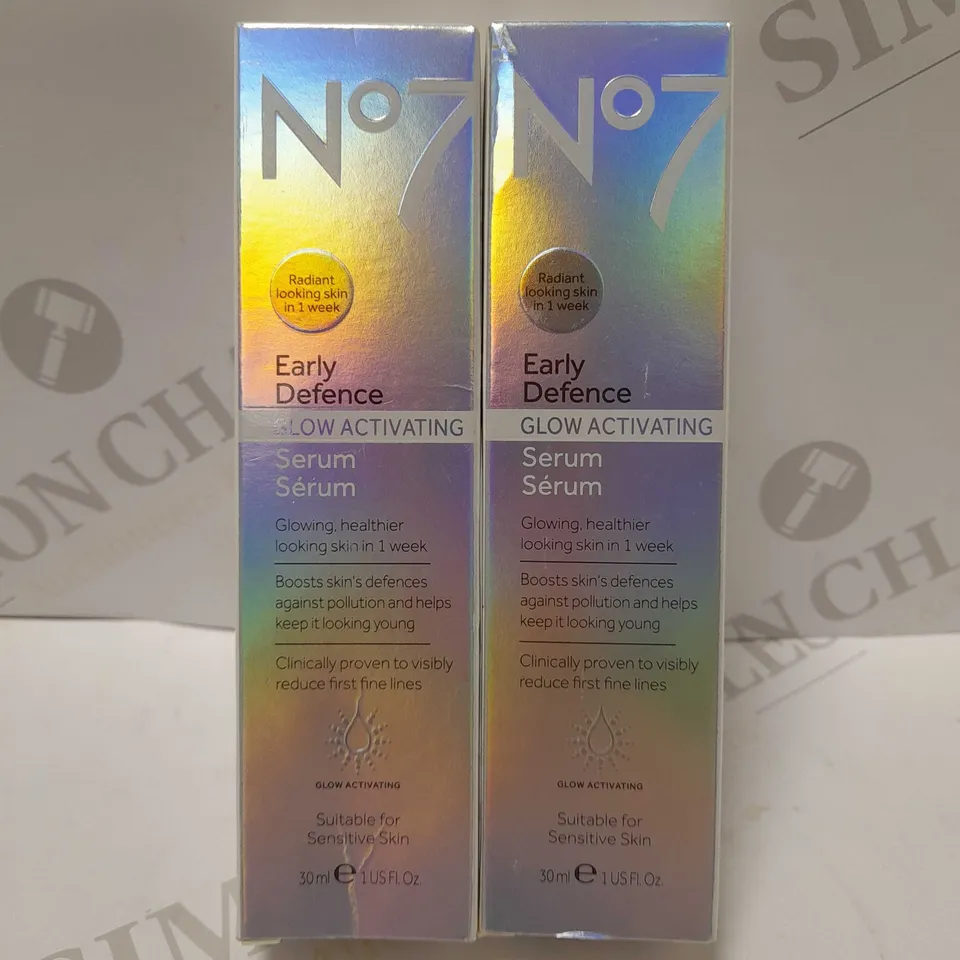 No7
Radiant
looking skin
in 1 week
Early
Defence
GLOW ACTIVATING
Serum
Sérum
Glowing, healthier
looking skin in 1 week
Boosts skin's defences
against pollution and helps
keep it looking young
Clinically proven to visibly
reduce first fine lines
GLOW ACTIVATING
Suitable for
Sensitive Skin
30 ml e 1 US Fl. Oz.
No7
Radiant
looking skin
in 1 week
Early
Defence
GLOW ACTIVATING
Serum
Sérum
Glowing, healthier
looking skin in 1 week
Boosts skin's defences
against pollution and helps
keep it looking young
Clinically proven to visibly
reduce first fine lines
GLOW ACTIVATING
Suitable for
Sensitive Skin
30 ml e 1 US Fl. Oz.